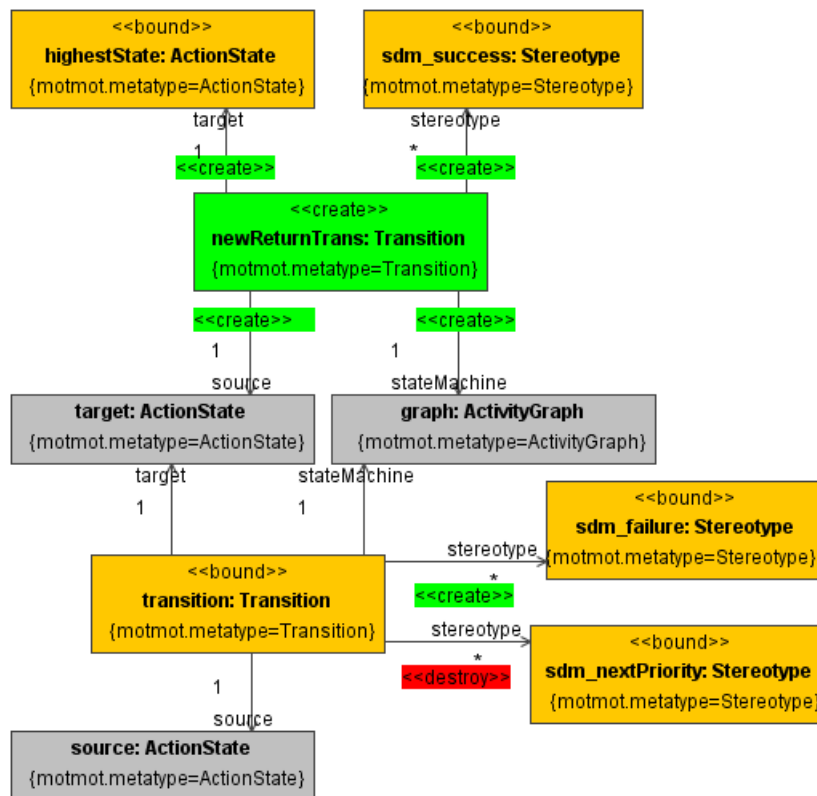 <<bound>>
highestState: ActionState
{motmot.metatype=ActionState}
<<bound>>
sdm_success: Stereotype
{motmot.metatype=Stereotype}
target
1
<<create>>
stereotype
*
<<create>>
<<create>>
newReturnTrans: Transition
{motmot.metatype=Transition}
<<create>>
1
source
<<create>>
1
stateMachine
target: ActionState
{motmot.metatype=ActionState}
graph: ActivityGraph
{motmot.metatype=ActivityGraph}
target
1
stateMachine
1
<<bound>>
sdm_failure: Stereotype
{motmot.metatype=Stereotype}
stereotype
*
<<create>>
<<bound>>
transition: Transition
{motmot.metatype=Transition}
stereotype
*
<<destroy>>
<<bound>>
sdm_nextPriority: Stereotype
{motmot.metatype=Stereotype}
1
source
source: ActionState
{motmot.metatype=ActionState}